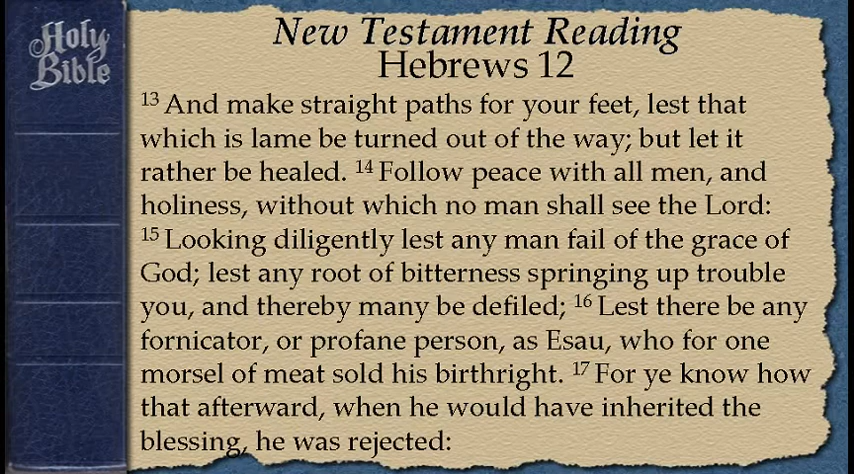 Holy
Bible
New Testament Reading
Hebrews 12
13 And make straight paths for your feet, lest that
which is lame be turned out of the way; but let it
rather be healed. 14 Follow peace with all men, and
holiness, without which no man shall see the Lord:
15 Looking diligently lest any man fail of the grace of
God; lest any root of bitterness springing up trouble
you, and thereby many be defiled; 16 Lest there be any
fornicator, or profane person, as Esau, who for one
morsel of meat sold his birthright. 17 For ye know how
that afterward, when he would have inherited the
blessing, he was rejected: